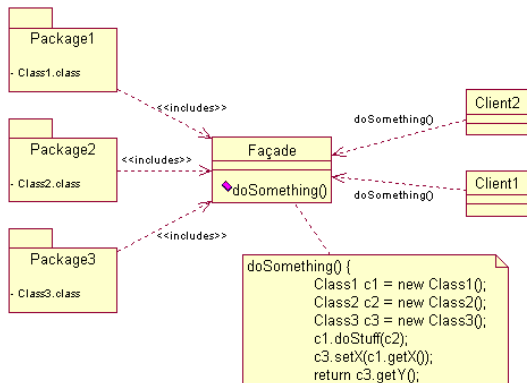 Package1
- Class1.class
<<includes>>
Package2
- Class2.class
<<includes>>
Package3
- Class3.class
<<includes>>
Façade
doSomething()
Client2
doSomething()
Client1
doSomething()
doSomething() {
Class1 c1 = new Class1();
Class2 c2 = new Class2();
Class3 c3 = new Class3();
c1.doStuff(c2);
c3.setX(c1.getX());
return c3.getY();